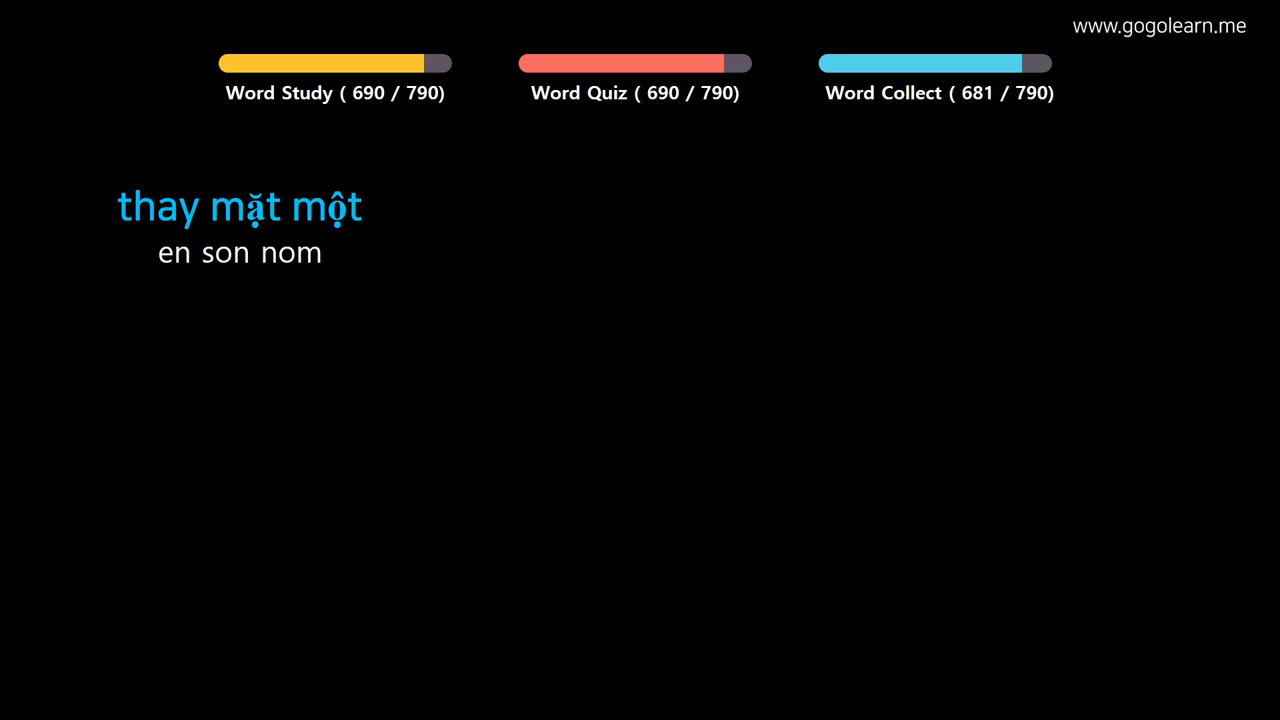 www.gogolearn.me
Word Study ( 690 / 790)
Word Quiz ( 690 / 790)
Word Collect ( 681 / 790)
thay mặt một
en son nom